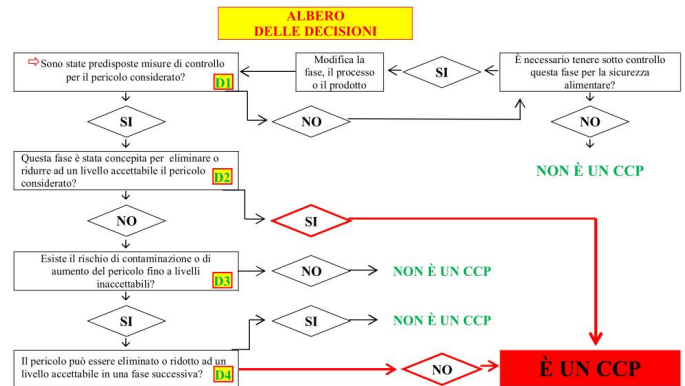 ALBERO
DELLE DECISIONI
⇨Sono state predisposte misure di controllo
per il pericolo considerato?
D1
Modifica la
fase, il processo
o il prodotto
SI
È necessario tenere sotto controllo
questa fase per la sicurezza
alimentare?
SI
NO
NO
NON È UN CCP
Questa fase è stata concepita per eliminare o
ridurre ad un livello accettabile il pericolo
considerato?
D2
NO
SI
Esiste il rischio di contaminazione o di
aumento del pericolo fino a livelli
inaccettabili?
D3
NO
NON È UN CCP
SI
SI
NON È UN CCP
Il pericolo può essere eliminato o ridotto ad un
livello accettabile in una fase successiva?
D4
NO
È UN CCP